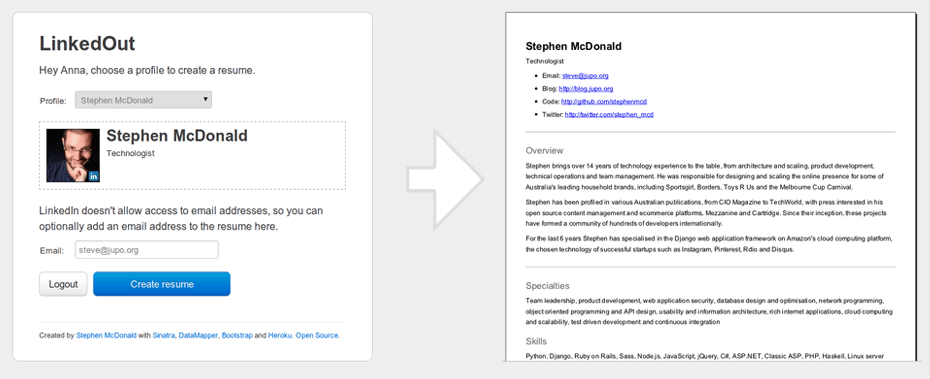 LinkedOut
Hey Anna, choose a profile to create a resume.
Profile: Stephen McDonald
Stephen McDonald
Technologist
in
LinkedIn doesn't allow access to email addresses, so you can
optionally add an email address to the resume here.
Email: steve@jupo.org
Logout Create resume
Created by Stephen McDonald with Sinatra, DataMapper, Bootstrap and Heroku. Open Source.
Stephen McDonald
Technologist
Email: steve@jupo.org
Blog: http://blog.jupo.org
Code: http://github.com/stephenmcd
Twitter: http://twitter.com/stephen_mcd
Overview
Stephen brings over 14 years of technology experience to the table, from architecture and scaling, product development,
technical operations and team management. He was responsible for designing and scaling the online presence for some of
Australia's leading household brands, including Sportsgirl, Borders, Toys R Us and the Melbourne Cup Carnival.
Stephen has been profiled in various Australian publications, from CIO Magazine to TechWorld, with press interested in his
open source content management and ecommerce platforms, Mezzanine and Cartridge. Since their inception, these projects
have formed a community of hundreds of developers internationally.
For the last 6 years Stephen has specialised in the Django web application framework on Amazon's cloud computing platform,
the chosen technology of successful startups such as Instagram, Pinterest, Rdio and Disqus.
Specialties
Team leadership, product development, web application security, database design and optimisation, network programming,
object oriented programming and API design, usability and information architecture, rich internet applications, cloud computing
and scalability, test driven development and continuous integration
Skills
Python, Django, Ruby on Rails, Sass, Node.js, JavaScript, jQuery, C#, ASP.NET, Classic ASP, PHP, Haskell, Linux server